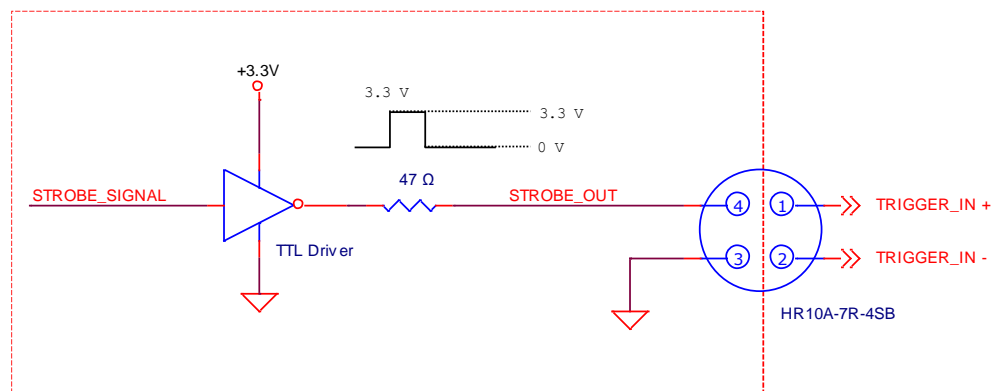 +3.3V
3.3 V
3.3 V
0 V
47 Ω
STROBE_SIGNAL
STROBE_OUT
4
1
TRIGGER_IN +
TTL Driver
3
2
TRIGGER_IN -
HR10A-7R-4SB